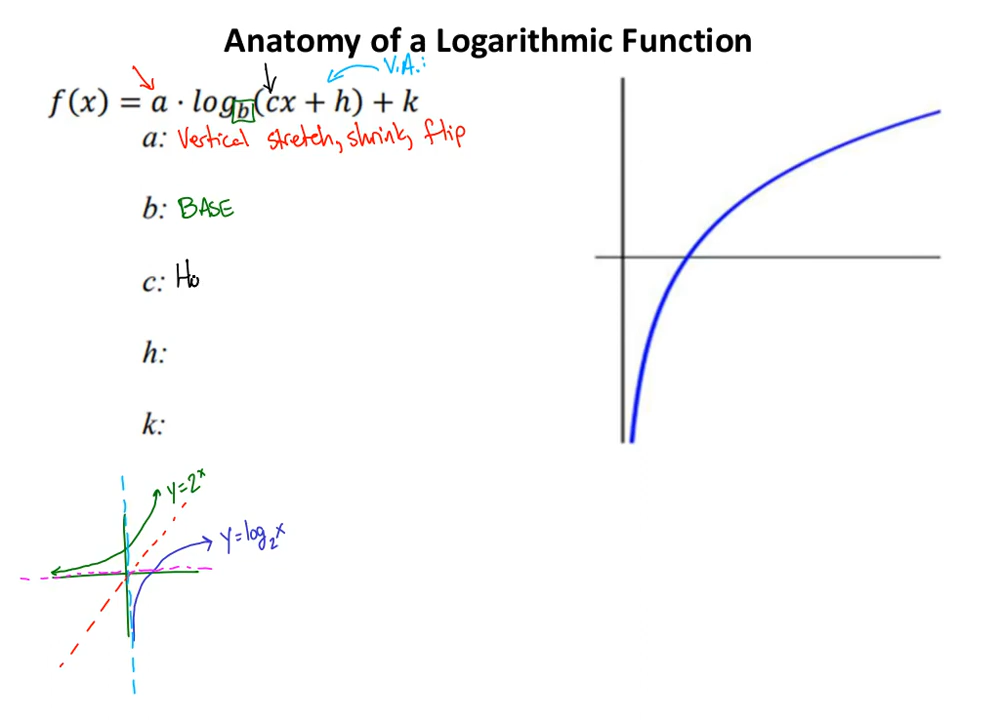 Anatomy of a Logarithmic Function
V.A.:
f(x) = a · log_b(cx + h) + k
a: Vertical stretch, shrink, flip
b: BASE
c: Ho
h:
k:
y=2^x
y=log_2 x